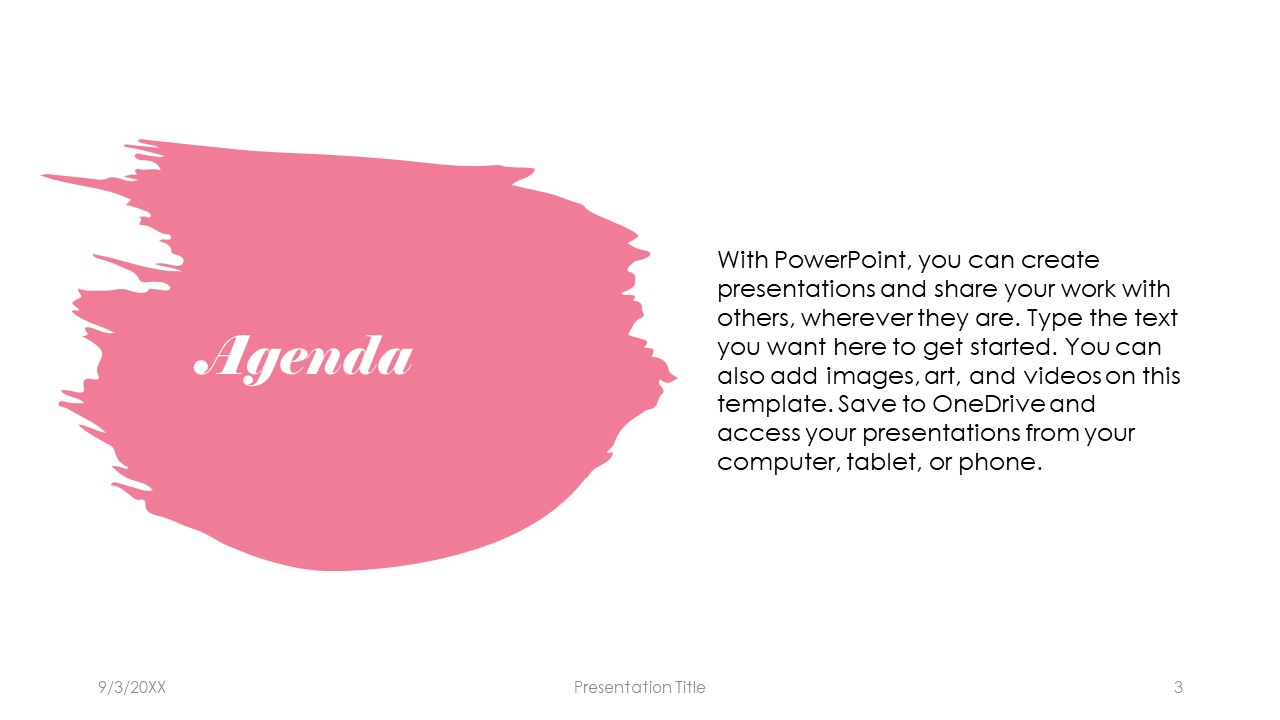 Agenda
With PowerPoint, you can create
presentations and share your work with
others, wherever they are. Type the text
you want here to get started. You can
also add images, art, and videos on this
template. Save to OneDrive and
access your presentations from your
computer, tablet, or phone.
9/3/20XX
Presentation Title
3